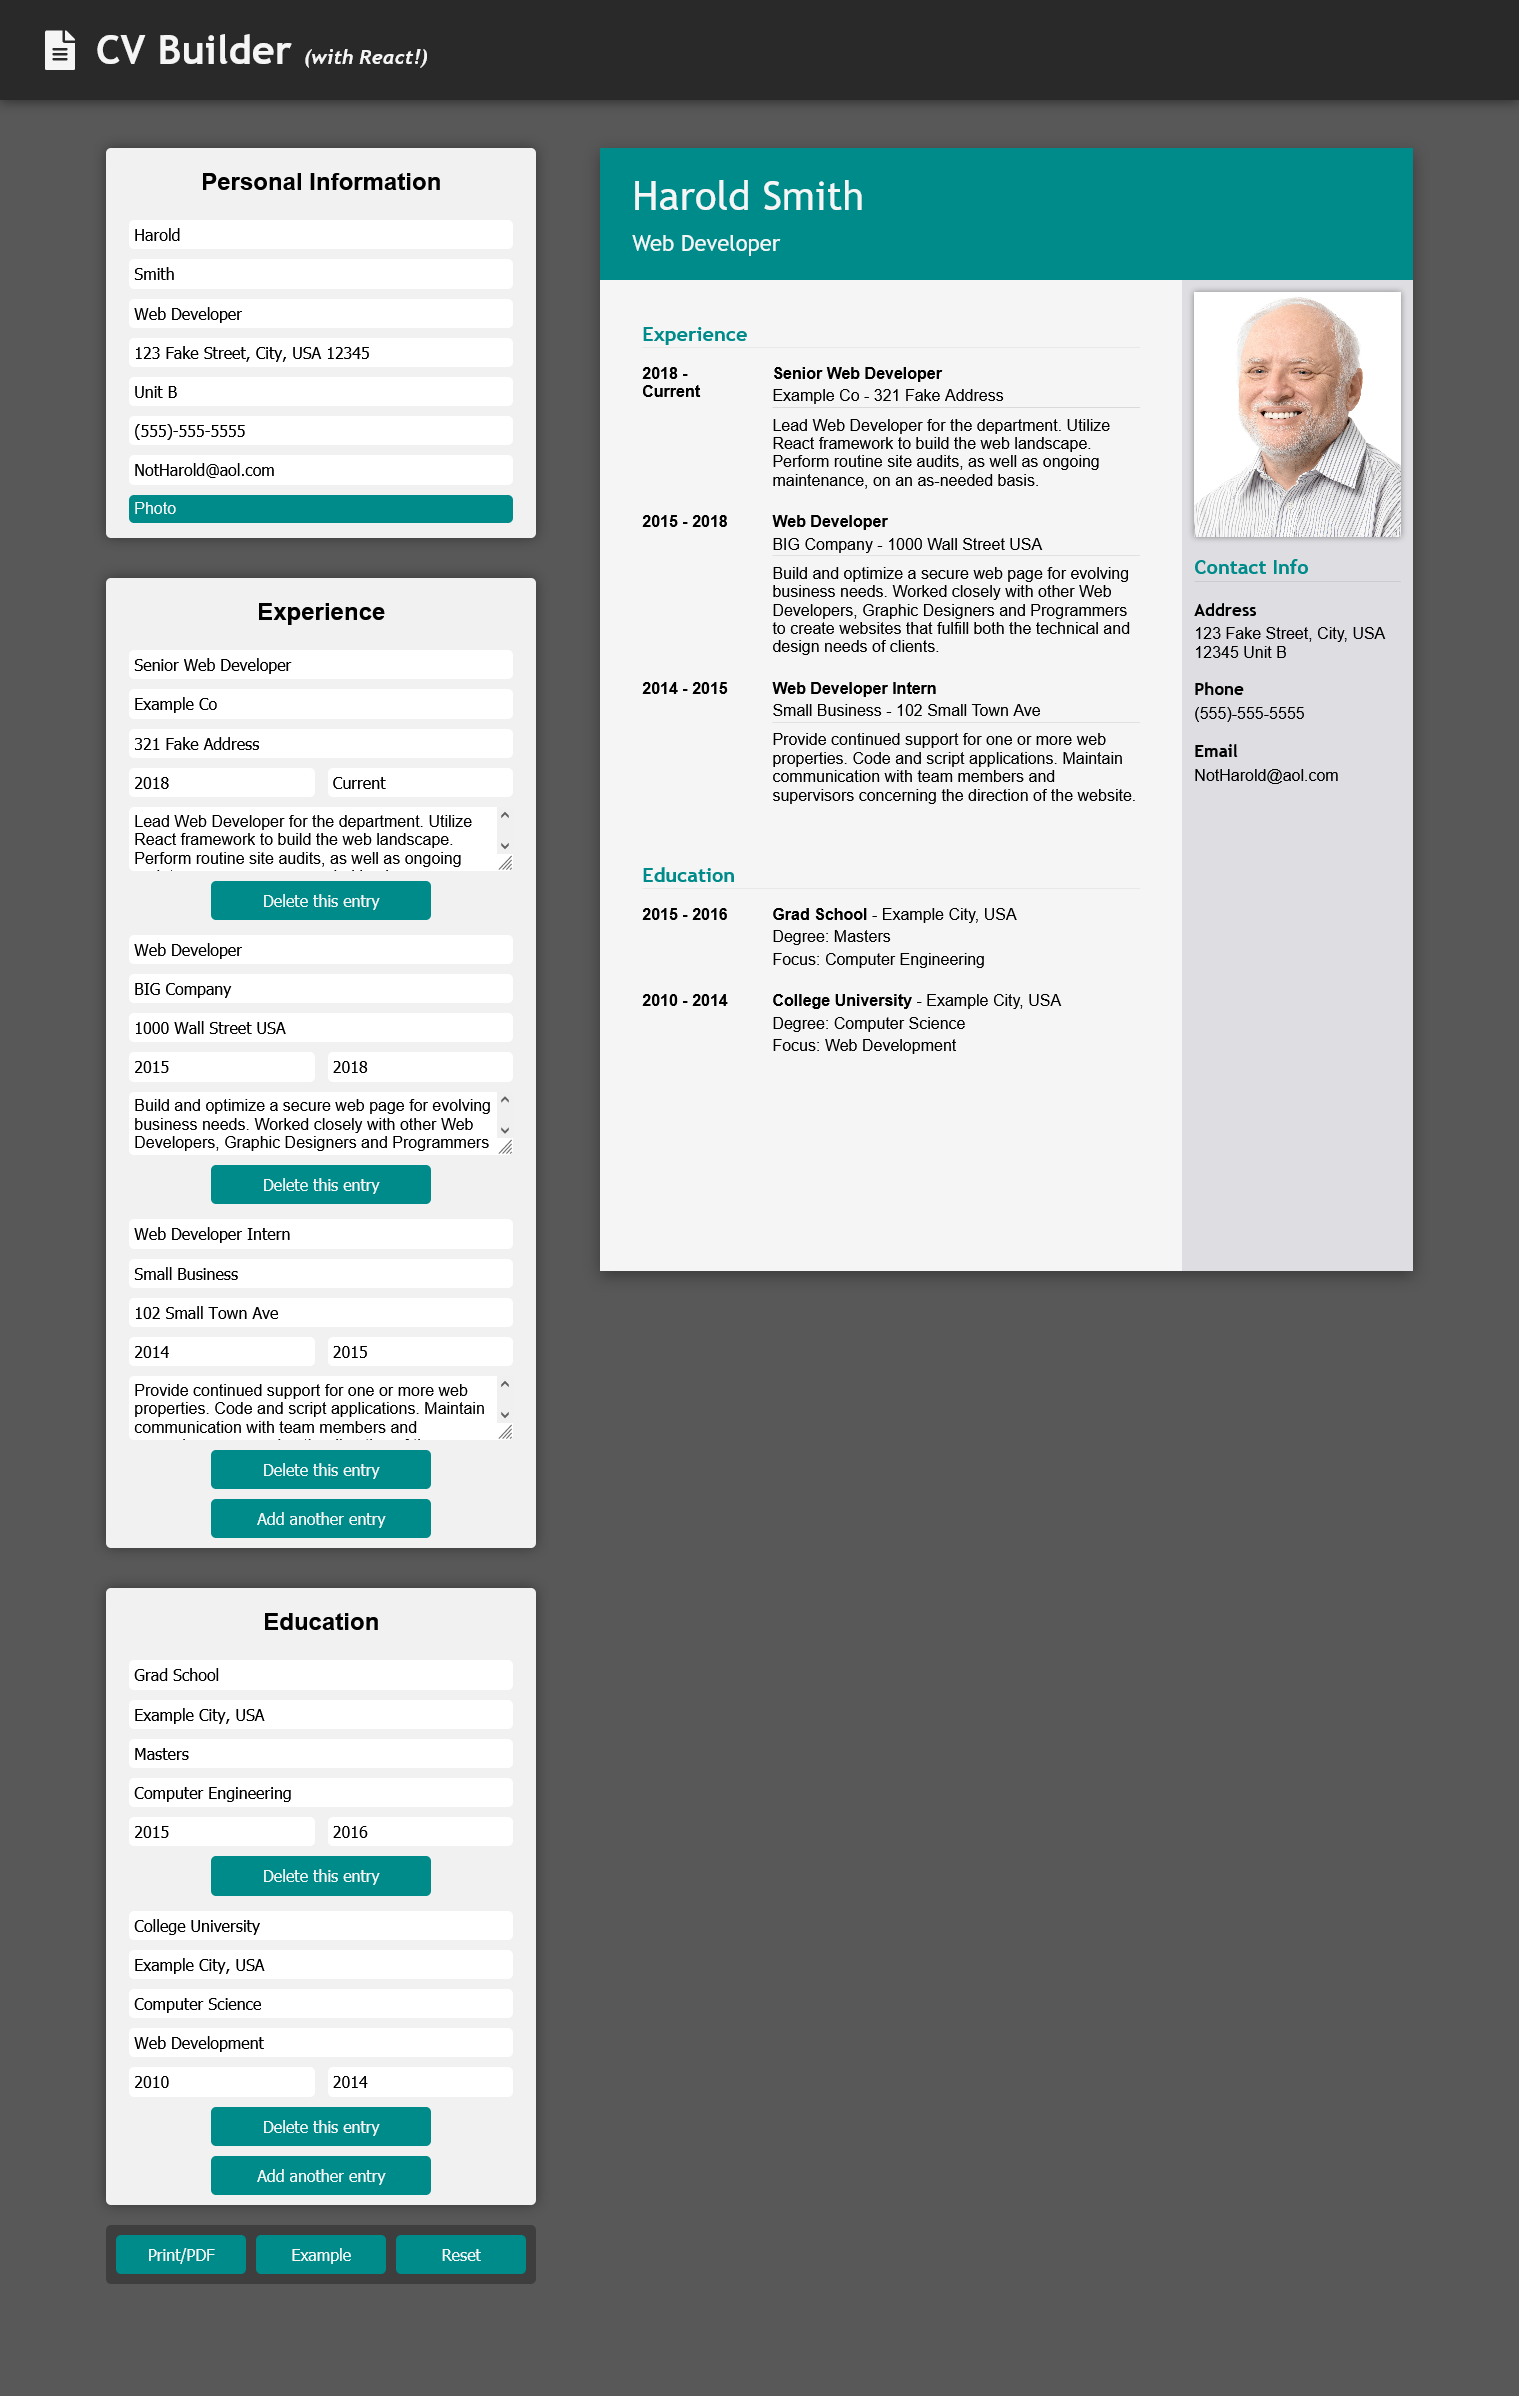 CV Builder (with React!)
Personal Information
Harold
Smith
Web Developer
123 Fake Street, City, USA 12345
Unit B
(555)-555-5555
NotHarold@aol.com
Photo
Experience
Senior Web Developer
Example Co
321 Fake Address
2018 Current
Lead Web Developer for the department. Utilize
React framework to build the web landscape.
Perform routine site audits, as well as ongoing
Delete this entry
Web Developer
BIG Company
1000 Wall Street USA
2015 2018
Build and optimize a secure web page for evolving
business needs. Worked closely with other Web
Developers, Graphic Designers and Programmers
Delete this entry
Web Developer Intern
Small Business
102 Small Town Ave
2014 2015
Provide continued support for one or more web
properties. Code and script applications. Maintain
communication with team members and
Delete this entry
Add another entry
Education
Grad School
Example City, USA
Masters
Computer Engineering
2015 2016
Delete this entry
College University
Example City, USA
Computer Science
Web Development
2010 2014
Delete this entry
Add another entry
Print/PDF Example Reset
Harold Smith
Web Developer
Experience
2018 -
Current
Senior Web Developer
Example Co - 321 Fake Address
Lead Web Developer for the department. Utilize
React framework to build the web landscape.
Perform routine site audits, as well as ongoing
maintenance, on an as-needed basis.
2015 - 2018
Web Developer
BIG Company - 1000 Wall Street USA
Build and optimize a secure web page for evolving
business needs. Worked closely with other Web
Developers, Graphic Designers and Programmers
to create websites that fulfill both the technical and
design needs of clients.
2014 - 2015
Web Developer Intern
Small Business - 102 Small Town Ave
Provide continued support for one or more web
properties. Code and script applications. Maintain
communication with team members and
supervisors concerning the direction of the website.
Education
2015 - 2016
Grad School - Example City, USA
Degree: Masters
Focus: Computer Engineering
2010 - 2014
College University - Example City, USA
Degree: Computer Science
Focus: Web Development
Contact Info
Address
123 Fake Street, City, USA
12345 Unit B
Phone
(555)-555-5555
Email
NotHarold@aol.com